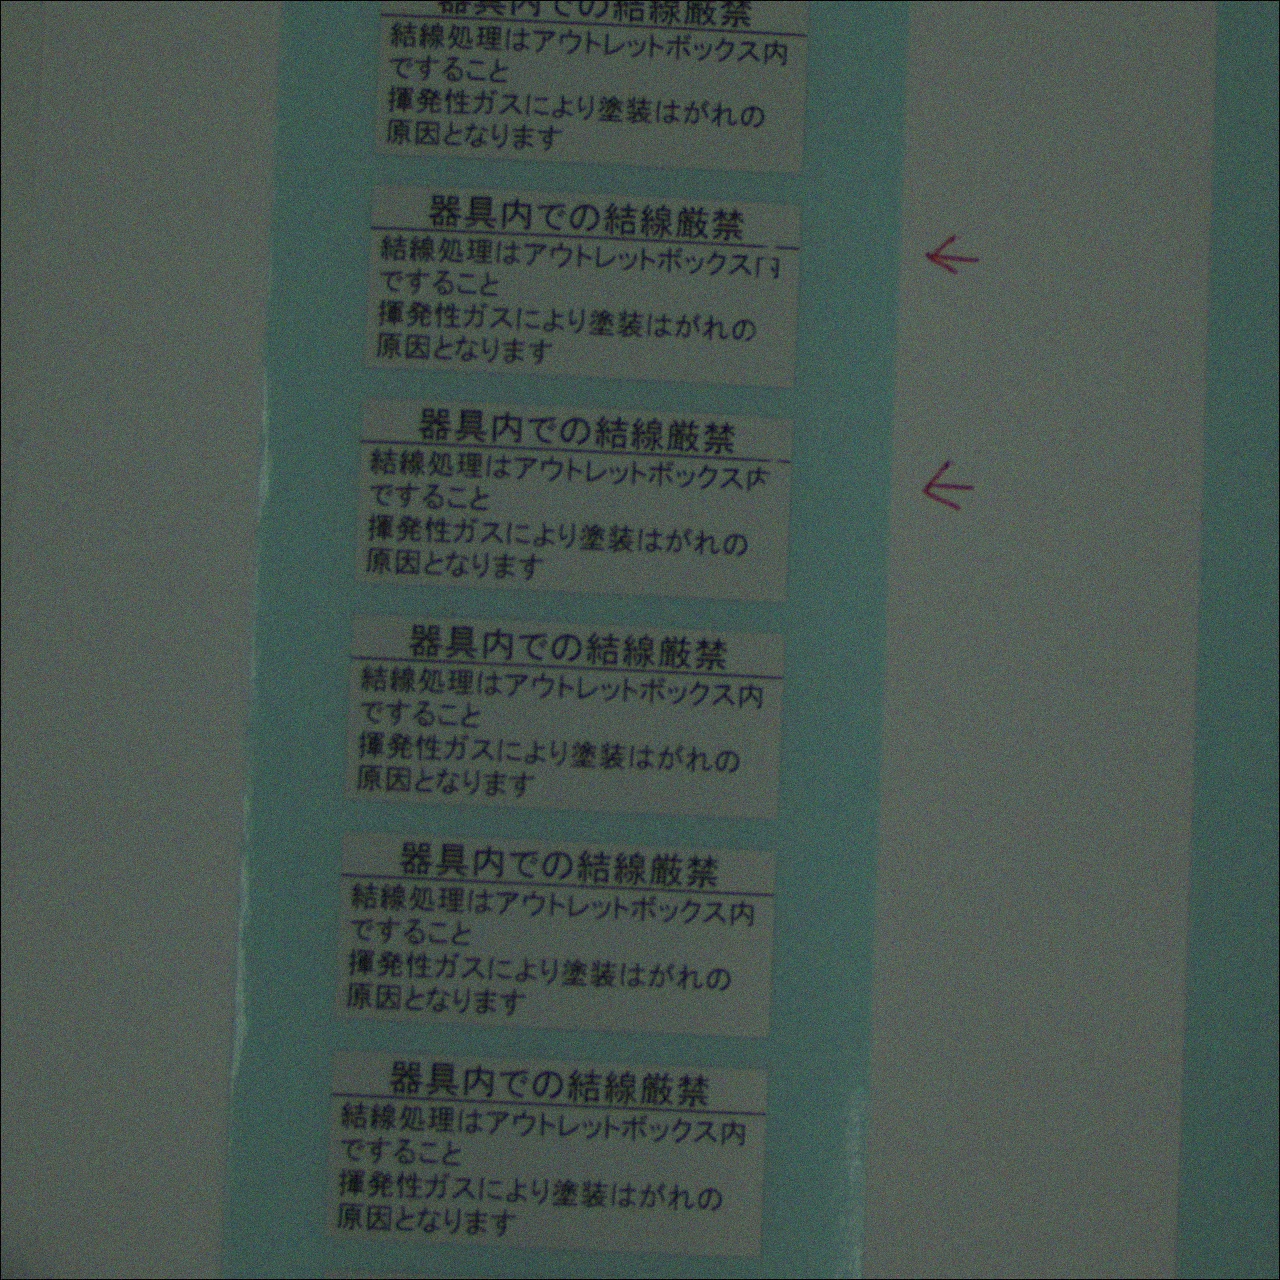 器具内での結線厳禁
結線処理はアウトレットボックス内
ですること
揮発性ガスにより塗装はがれの
原因となります
器具内での結線厳禁
結線処理はアウトレットボックス内
ですること
揮発性ガスにより塗装はがれの
原因となります
器具内での結線厳禁
結線処理はアウトレットボックス内
ですること
揮発性ガスにより塗装はがれの
原因となります
器具内での結線厳禁
結線処理はアウトレットボックス内
ですること
揮発性ガスにより塗装はがれの
原因となります
器具内での結線厳禁
結線処理はアウトレットボックス内
ですること
揮発性ガスにより塗装はがれの
原因となります
器具内での結線厳禁
結線処理はアウトレットボックス内
ですること
揮発性ガスにより塗装はがれの
原因となります